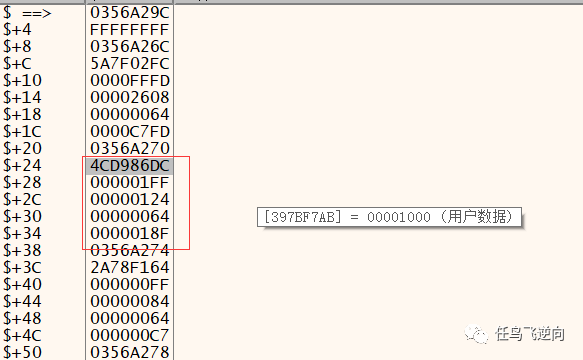 $ ==> 0356A29C
$+4 FFFFFFFF
$+8 0356A26C
$+C 5A7F02FC
$+10 0000FFFD
$+14 00002608
$+18 00000064
$+1C 0000C7FD
$+20 0356A270
$+24 4CD986DC
$+28 000001FF
$+2C 00000124
$+30 00000064
$+34 0000018F
$+38 0356A274
$+3C 2A78F164
$+40 000000FF
$+44 00000084
$+48 00000064
$+4C 000000C7
$+50 0356A278
[397BF7AB] = 00001000 (用户数据)
任鸟飞逆向